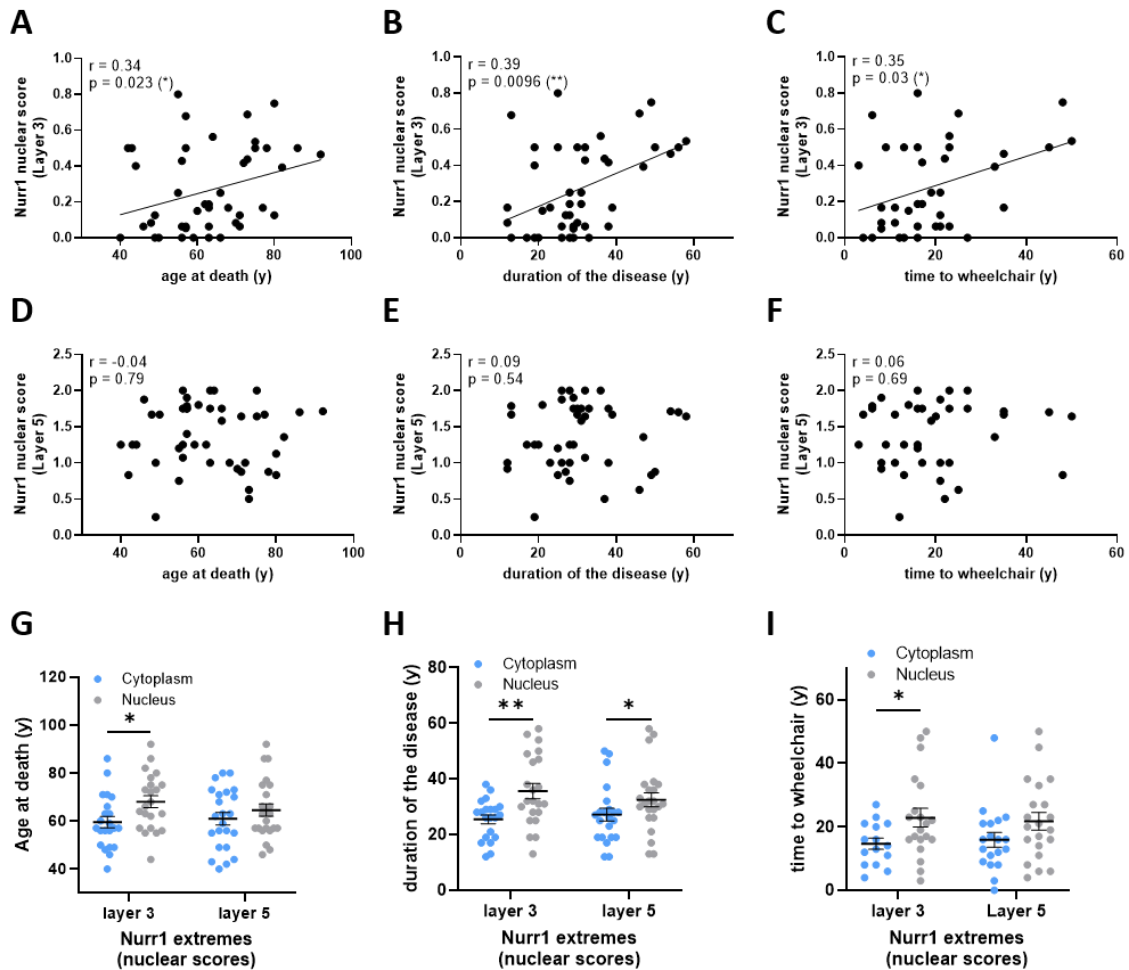 A
r = 0.34
p = 0.023 (*)
Nurr1 nuclear score
(Layer 3)
1.0
0.8
0.6
0.4
0.2
0.0
40 60 80 100
age at death (y)
B
r = 0.39
p = 0.0096 (**)
Nurr1 nuclear score
(Layer 3)
1.0
0.8
0.6
0.4
0.2
0.0
0 20 40 60
duration of the disease (y)
C
r = 0.35
p = 0.03 (*)
Nurr1 nuclear score
(Layer 3)
1.0
0.8
0.6
0.4
0.2
0.0
0 20 40 60
time to wheelchair (y)
D
r = -0.04
p = 0.79
Nurr1 nuclear score
(Layer 5)
2.5
2.0
1.5
1.0
0.5
0.0
40 60 80 100
age at death (y)
E
r = 0.09
p = 0.54
Nurr1 nuclear score
(Layer 5)
2.5
2.0
1.5
1.0
0.5
0.0
0 20 40 60
duration of the disease (y)
F
r = 0.06
p = 0.69
Nurr1 nuclear score
(Layer 5)
2.5
2.0
1.5
1.0
0.5
0.0
0 20 40 60
time to wheelchair (y)
G
Cytoplasm
Nucleus
*
Age at death (y)
120
100
80
60
40
layer 3 layer 5
Nurr1 extremes
(nuclear scores)
H
Cytoplasm
Nucleus
** *
duration of the disease (y)
80
60
40
20
0
layer 3 layer 5
Nurr1 extremes
(nuclear scores)
I
Cytoplasm
Nucleus
*
time to wheelchair (y)
60
40
20
0
layer 3 Layer 5
Nurr1 extremes
(nuclear scores)